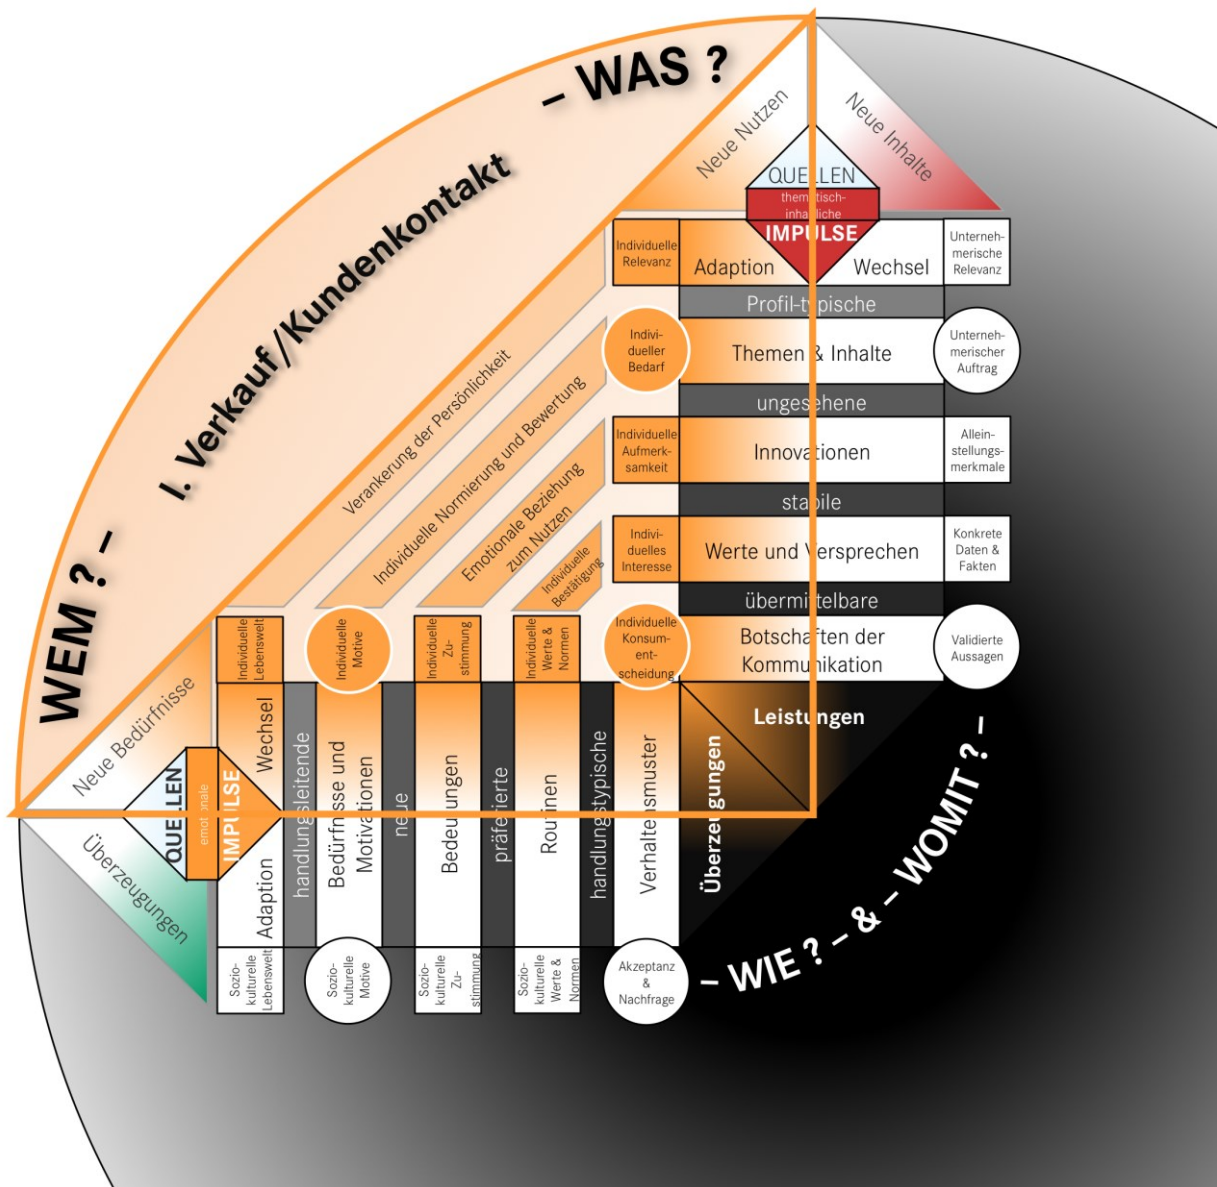 – WAS ?
I. Verkauf/Kundenkontakt
WEM ? –
Neue Nutzen
Neue Inhalte
QUELLEN
thematisch-
inhaltliche
IMPULSE
Individuelle
Relevanz
Adaption
Wechsel
Unterneh-
merische
Relevanz
Profil-typische
Indivi-
dueller
Bedarf
Themen & Inhalte
Unterneh-
merischer
Auftrag
ungesehene
Individuelle
Aufmerk-
samkeit
Innovationen
Allein-
stellungs-
merkmale
stabile
Indivi-
duelles
Interesse
Werte und Versprechen
Konkrete
Daten &
Fakten
übermittelbare
Individuelle
Konsum-
ent-
scheidung
Botschaften der
Kommunikation
Validierte
Aussagen
Verankerung der Persönlichkeit
Individuelle Normierung und Bewertung
Emotionale Beziehung
zum Nutzen
Individuelle
Bestätigung
Individuelle
Lebenswelt
Individuelle
Motive
Individuelle
Zu-
stimmung
Individuelle
Werte &
Normen
Neue Bedürfnisse
Überzeugungen
QUELLEN
emotionale
IMPULSE
Wechsel
Adaption
handlungsleitende
Bedürfnisse und
Motivationen
neue
Bedeutungen
präferierte
Routinen
handlungstypische
Verhaltensmuster
Überzeugungen
Leistungen
Sozio-
kulturelle
Lebenswelt
Sozio-
kulturelle
Motive
Sozio-
kulturelle
Zu-
stimmung
Sozio-
kulturelle
Werte &
Normen
Akzeptanz
&
Nachfrage
– WIE ? – & – WOMIT ? –